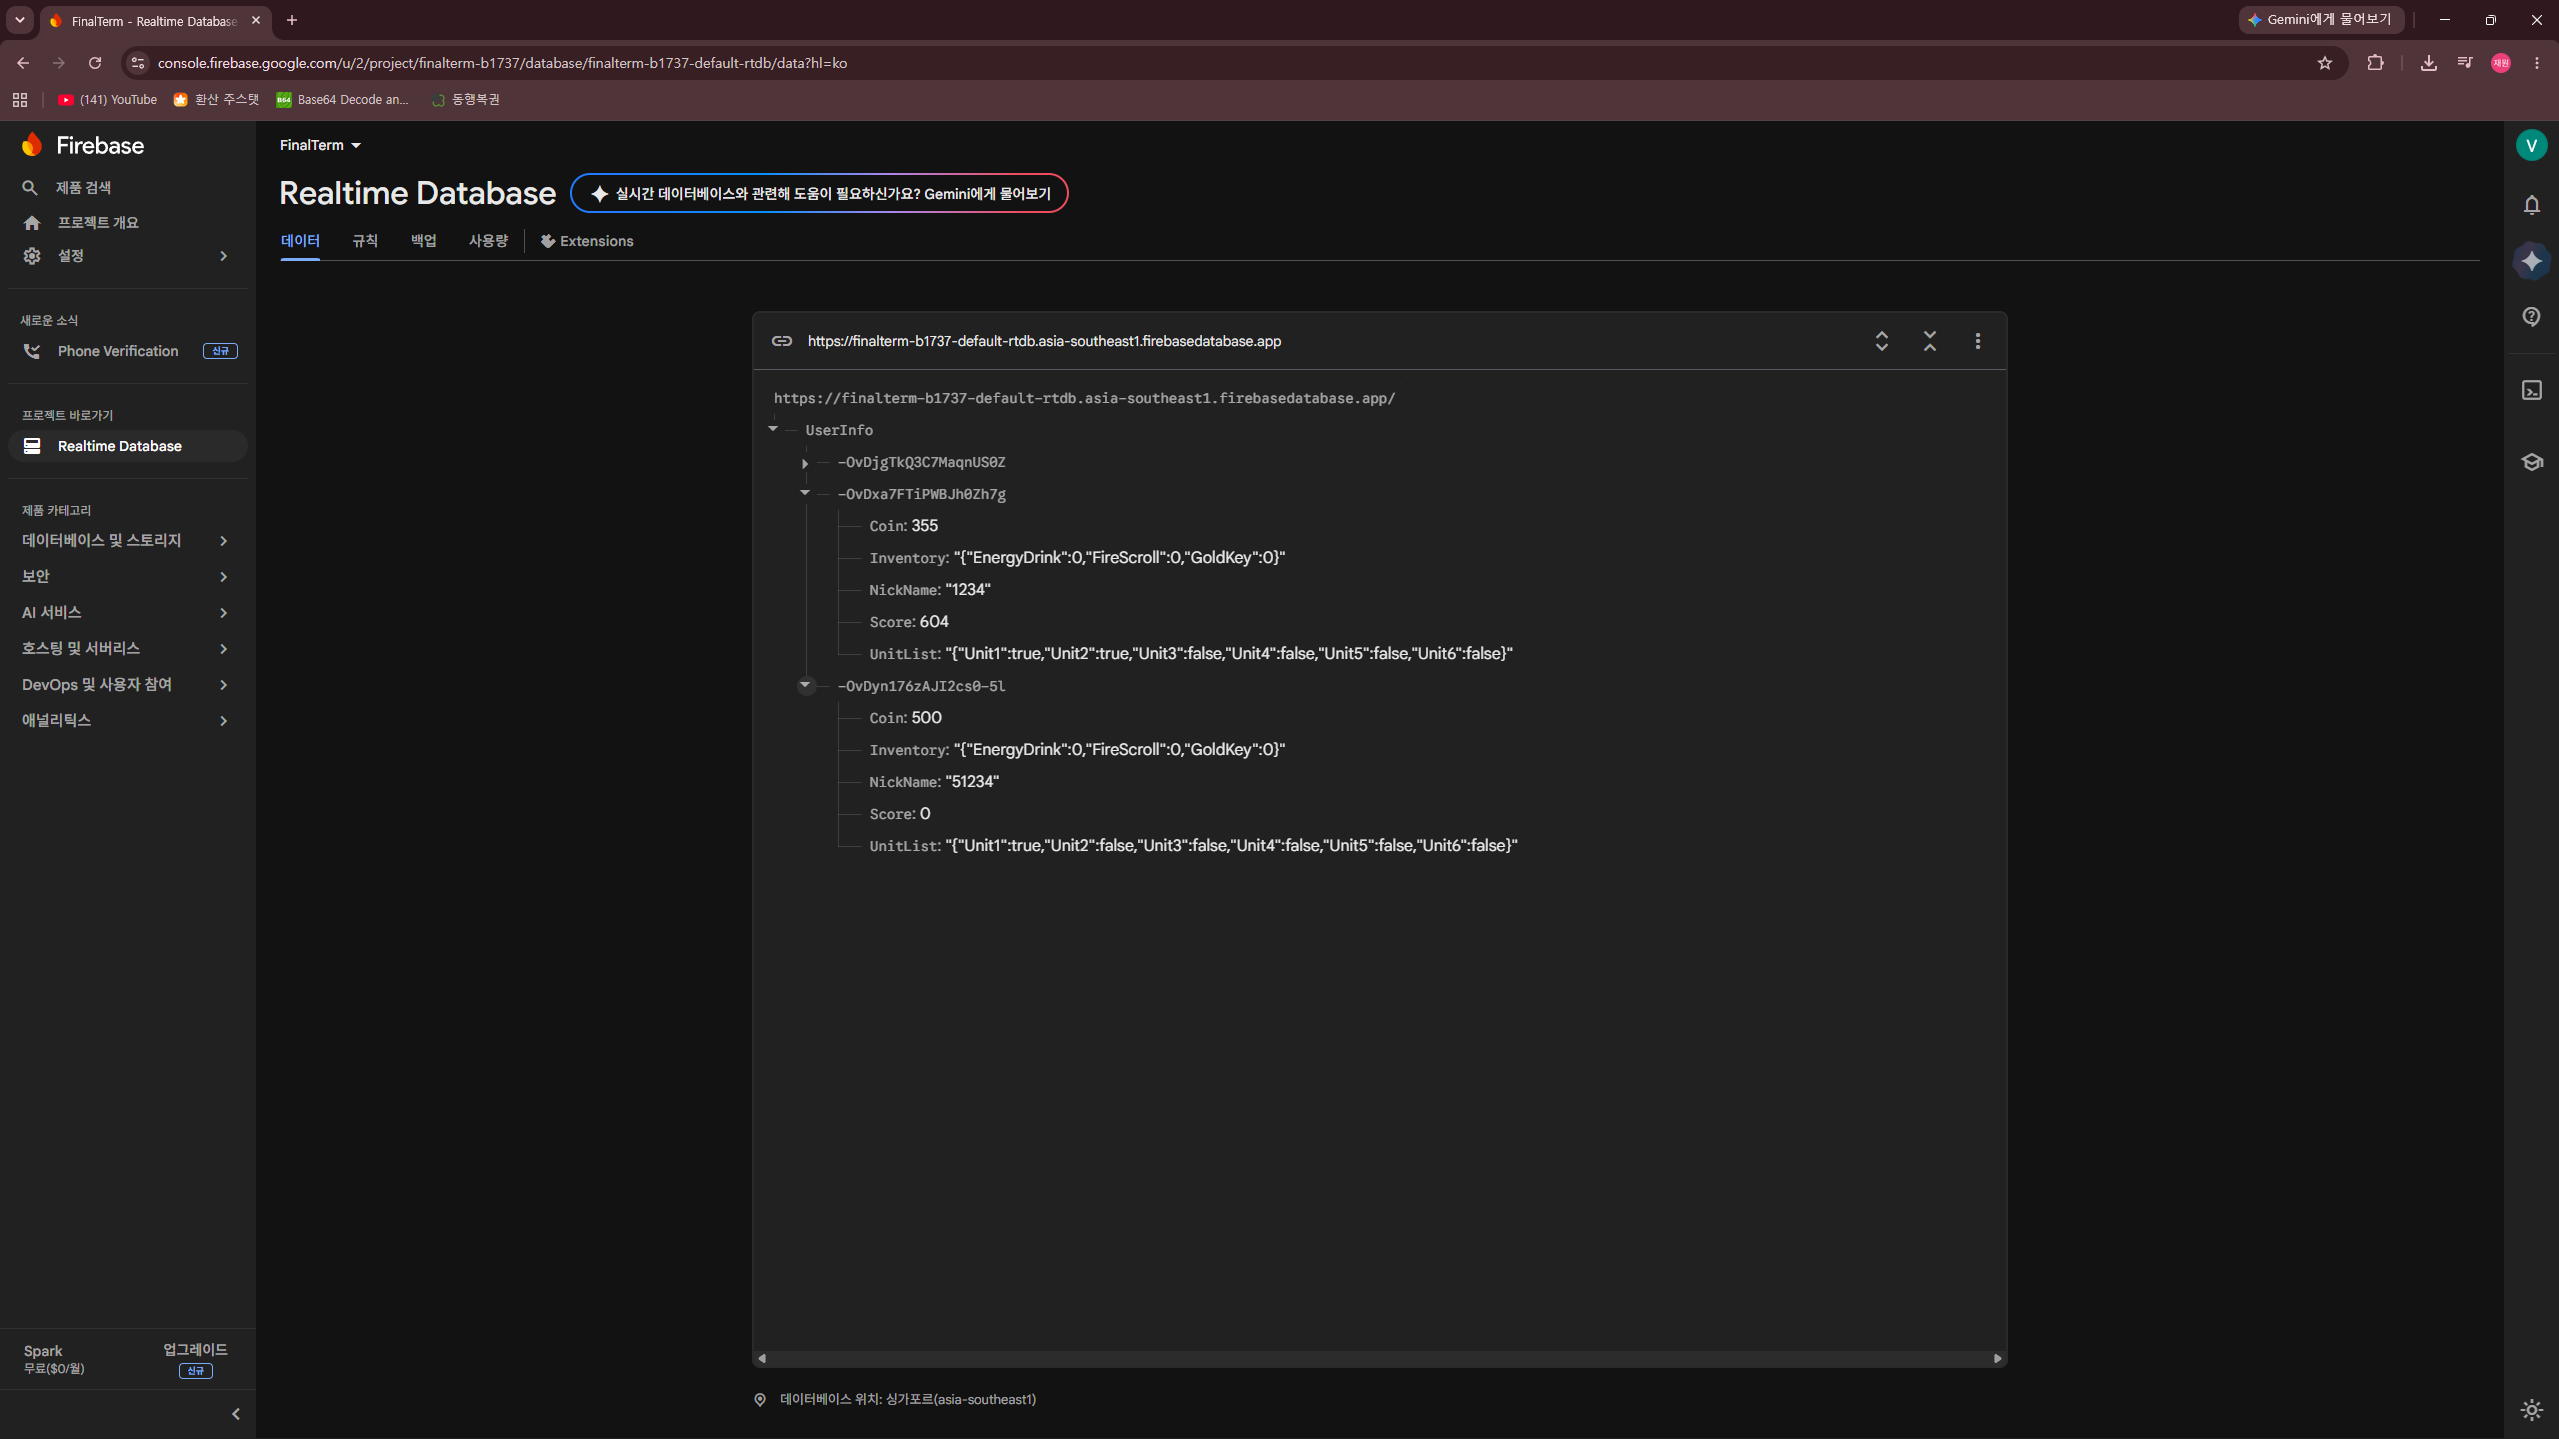 FinalTerm - Realtime Database
Gemini에게 물어보기
console.firebase.google.com/u/2/project/finalterm-b1737/database/finalterm-b1737-default-rtdb/data?hl=ko
재원
(141) YouTube
환산 주스탯
B64
Base64 Decode an...
동행복권
Firebase
제품 검색
프로젝트 개요
설정
새로운 소식
Phone Verification
신규
프로젝트 바로가기
Realtime Database
제품 카테고리
데이터베이스 및 스토리지
보안
AI 서비스
호스팅 및 서버리스
DevOps 및 사용자 참여
애널리틱스
Spark
무료($0/월)
업그레이드
신규
FinalTerm
V
Realtime Database
실시간 데이터베이스와 관련해 도움이 필요하신가요? Gemini에게 물어보기
데이터
규칙
백업
사용량
Extensions
https://finalterm-b1737-default-rtdb.asia-southeast1.firebasedatabase.app
https://finalterm-b1737-default-rtdb.asia-southeast1.firebasedatabase.app/
UserInfo
-OvDjgTkQ3C7MaqnUS0Z
-OvDxa7FTiPWBJh0Zh7g
Coin: 355
Inventory: "{"EnergyDrink":0,"FireScroll":0,"GoldKey":0}"
NickName: "1234"
Score: 604
UnitList: "{"Unit1":true,"Unit2":true,"Unit3":false,"Unit4":false,"Unit5":false,"Unit6":false}"
-OvDyn176zAJI2cs0-5l
Coin: 500
Inventory: "{"EnergyDrink":0,"FireScroll":0,"GoldKey":0}"
NickName: "51234"
Score: 0
UnitList: "{"Unit1":true,"Unit2":false,"Unit3":false,"Unit4":false,"Unit5":false,"Unit6":false}"
데이터베이스 위치: 싱가포르(asia-southeast1)